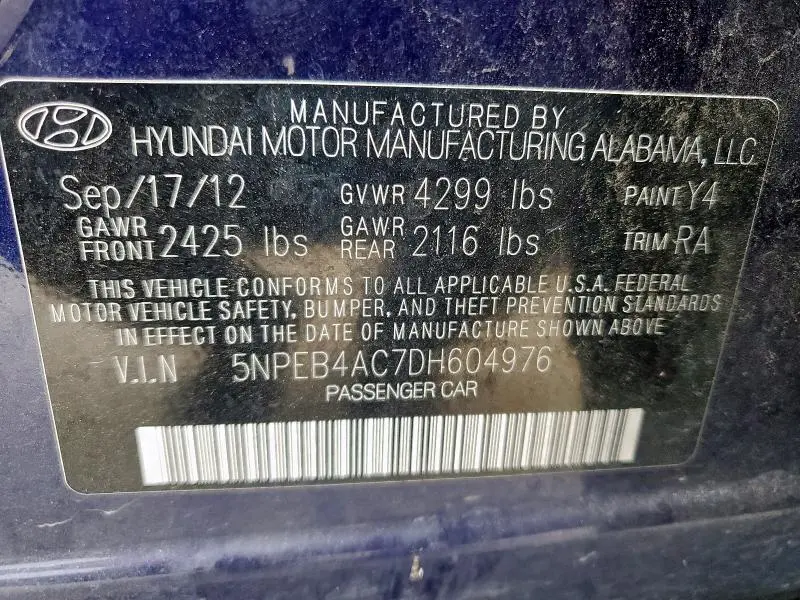 MANUFACTURED BY
HYUNDAI MOTOR MANUFACTURING ALABAMA, LLC
Sep/17/12 GVWR 4299 lbs PAINT Y4
GAWR FRONT 2425 lbs GAWR REAR 2116 lbs TRIM RA
THIS VEHICLE CONFORMS TO ALL APPLICABLE U.S.A. FEDERAL
MOTOR VEHICLE SAFETY, BUMPER, AND THEFT PREVENTION STANDARDS
IN EFFECT ON THE DATE OF MANUFACTURE SHOWN ABOVE
V.I.N 5NPEB4AC7DH604976
PASSENGER CAR